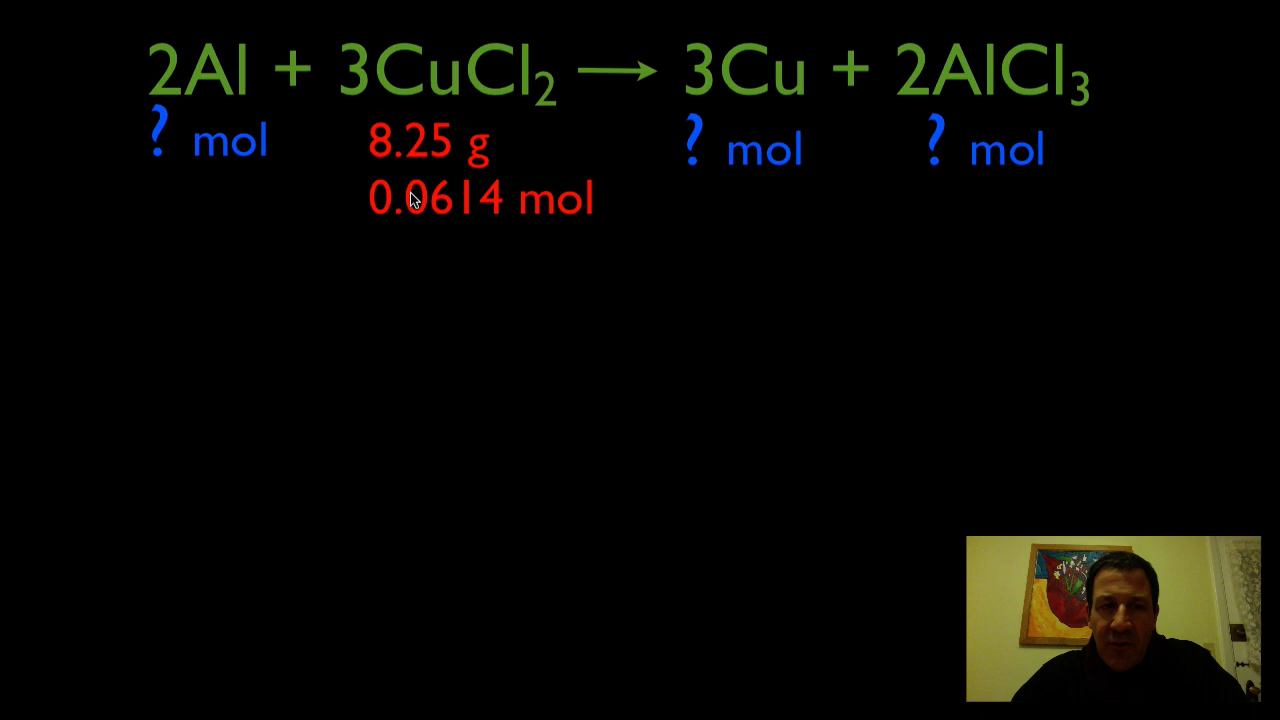 2Al + 3CuCl₂ → 3Cu + 2AlCl₃
? mol 8.25 g ? mol ? mol
0.0614 mol